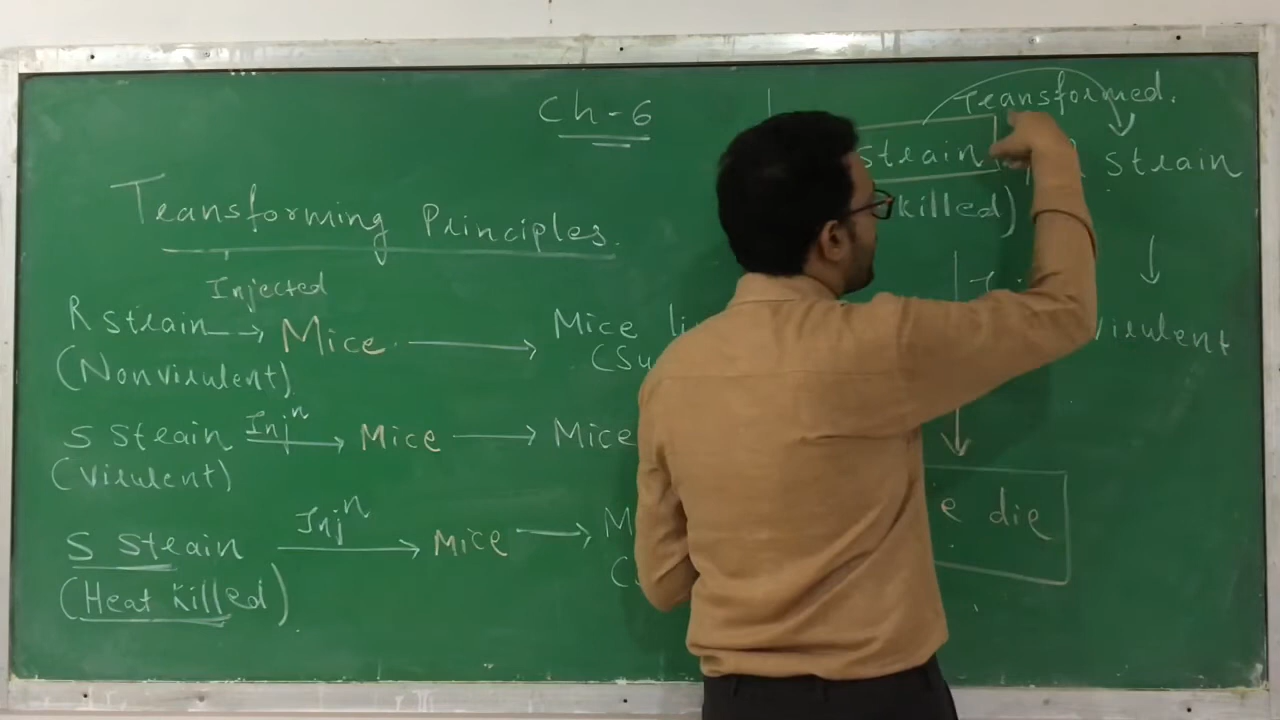 Ch-6
Transforming Principles.
Injected
R strain → Mice → Mice
(Nonvirulent)
S strain Injⁿ → Mice → Mice
(Virulent)
S strain Injⁿ → Mice →
(Heat killed)
Transformed.
strain R strain
killed)
↓ ↓
virulent
die